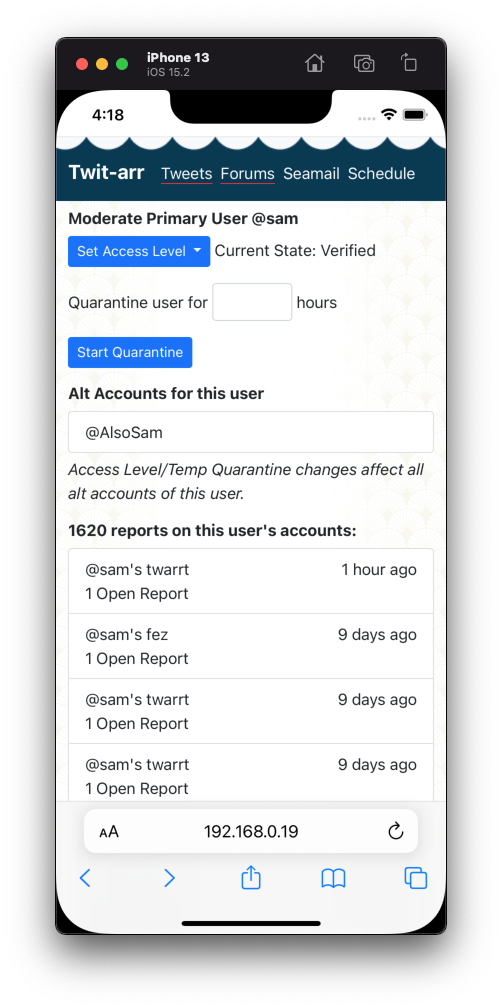 iPhone 13
iOS 15.2
4:18
Twit-arr Tweets Forums Seamail Schedule
Moderate Primary User @sam
Set Access Level Current State: Verified
Quarantine user for hours
Start Quarantine
Alt Accounts for this user
@AlsoSam
Access Level/Temp Quarantine changes affect all
alt accounts of this user.
1620 reports on this user's accounts:
@sam's twarrt 1 hour ago
1 Open Report
@sam's fez 9 days ago
1 Open Report
@sam's twarrt 9 days ago
1 Open Report
@sam's twarrt 9 days ago
1 Open Report
AA 192.168.0.19